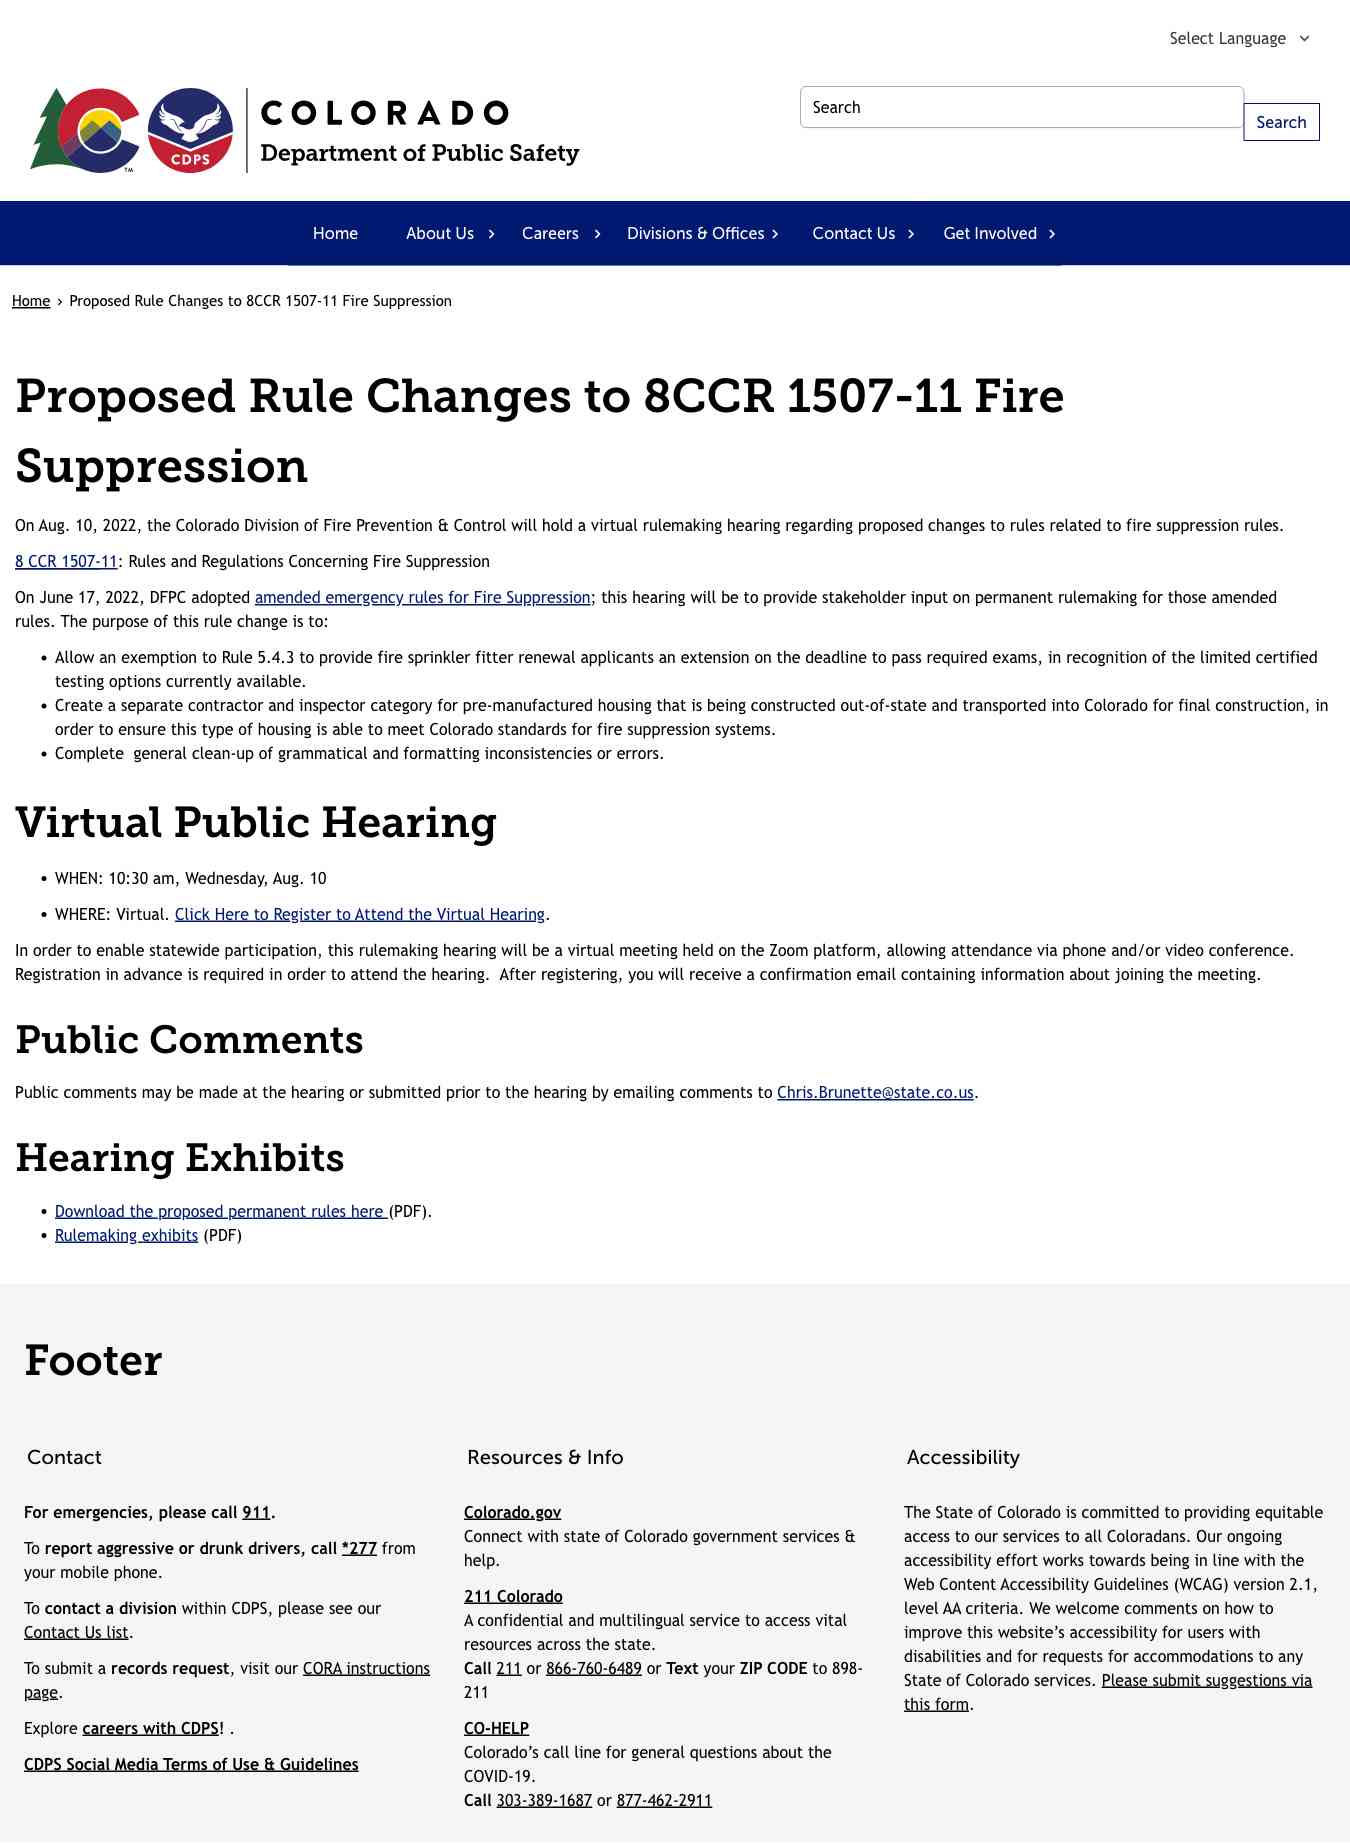 Select Language
COLORADO
Department of Public Safety
CDPS
TM
Search
Search
Home About Us Careers Divisions & Offices Contact Us Get Involved
Home › Proposed Rule Changes to 8CCR 1507-11 Fire Suppression
Proposed Rule Changes to 8CCR 1507-11 Fire
Suppression
On Aug. 10, 2022, the Colorado Division of Fire Prevention & Control will hold a virtual rulemaking hearing regarding proposed changes to rules related to fire suppression rules.
8 CCR 1507-11: Rules and Regulations Concerning Fire Suppression
On June 17, 2022, DFPC adopted amended emergency rules for Fire Suppression; this hearing will be to provide stakeholder input on permanent rulemaking for those amended
rules. The purpose of this rule change is to:
• Allow an exemption to Rule 5.4.3 to provide fire sprinkler fitter renewal applicants an extension on the deadline to pass required exams, in recognition of the limited certified
testing options currently available.
• Create a separate contractor and inspector category for pre-manufactured housing that is being constructed out-of-state and transported into Colorado for final construction, in
order to ensure this type of housing is able to meet Colorado standards for fire suppression systems.
• Complete  general clean-up of grammatical and formatting inconsistencies or errors.
Virtual Public Hearing
• WHEN: 10:30 am, Wednesday, Aug. 10
• WHERE: Virtual. Click Here to Register to Attend the Virtual Hearing.
In order to enable statewide participation, this rulemaking hearing will be a virtual meeting held on the Zoom platform, allowing attendance via phone and/or video conference.
Registration in advance is required in order to attend the hearing.  After registering, you will receive a confirmation email containing information about joining the meeting.
Public Comments
Public comments may be made at the hearing or submitted prior to the hearing by emailing comments to Chris.Brunette@state.co.us.
Hearing Exhibits
• Download the proposed permanent rules here (PDF).
• Rulemaking exhibits (PDF)
Footer
Contact
For emergencies, please call 911.
To report aggressive or drunk drivers, call *277 from
your mobile phone.
To contact a division within CDPS, please see our
Contact Us list.
To submit a records request, visit our CORA instructions
page.
Explore careers with CDPS! .
CDPS Social Media Terms of Use & Guidelines
Resources & Info
Colorado.gov
Connect with state of Colorado government services &
help.
211 Colorado
A confidential and multilingual service to access vital
resources across the state.
Call 211 or 866-760-6489 or Text your ZIP CODE to 898-
211
CO-HELP
Colorado’s call line for general questions about the
COVID-19.
Call 303-389-1687 or 877-462-2911
Accessibility
The State of Colorado is committed to providing equitable
access to our services to all Coloradans. Our ongoing
accessibility effort works towards being in line with the
Web Content Accessibility Guidelines (WCAG) version 2.1,
level AA criteria. We welcome comments on how to
improve this website’s accessibility for users with
disabilities and for requests for accommodations to any
State of Colorado services. Please submit suggestions via
this form.